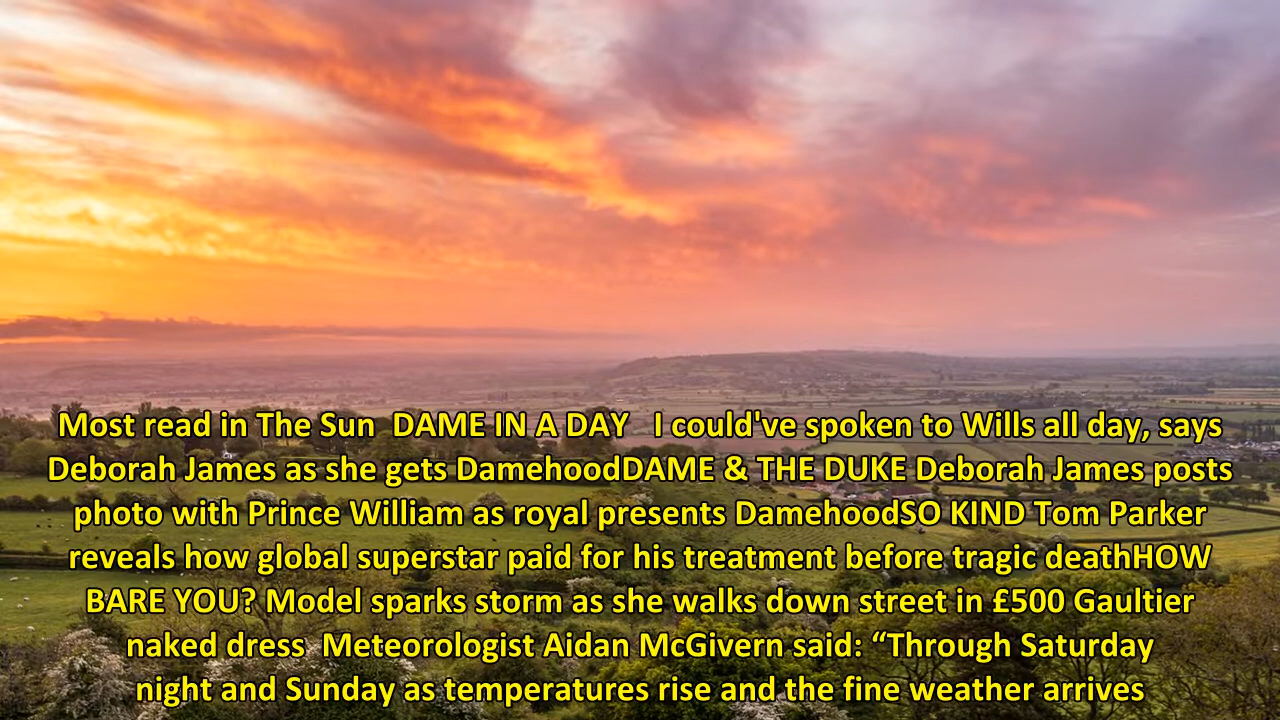 Most read in The Sun  DAME IN A DAY   I could've spoken to Wills all day, says
Deborah James as she gets DamehoodDAME & THE DUKE Deborah James posts
photo with Prince William as royal presents DamehoodSO KIND Tom Parker
reveals how global superstar paid for his treatment before tragic deathHOW
BARE YOU? Model sparks storm as she walks down street in £500 Gaultier
naked dress  Meteorologist Aidan McGivern said: “Through Saturday
night and Sunday as temperatures rise and the fine weather arrives